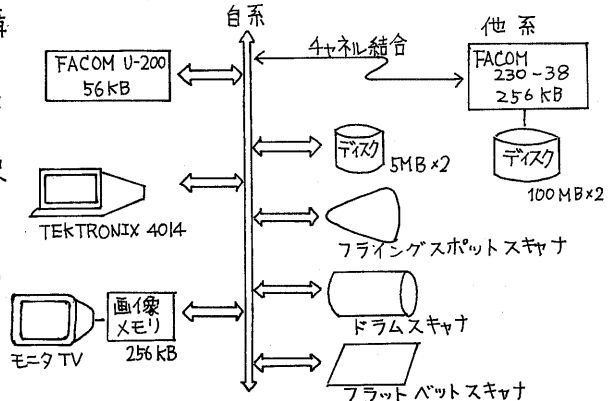 自系
他系
チャネル結合
FACOM U-200
56KB
FACOM
230-38
256KB
ディスク
5MB×2
ディスク
100MB×2
TEKTRONIX 4014
フライングスポットスキャナ
画像
メモリ
256KB
モニタTV
ドラムスキャナ
フラットベットスキャナ